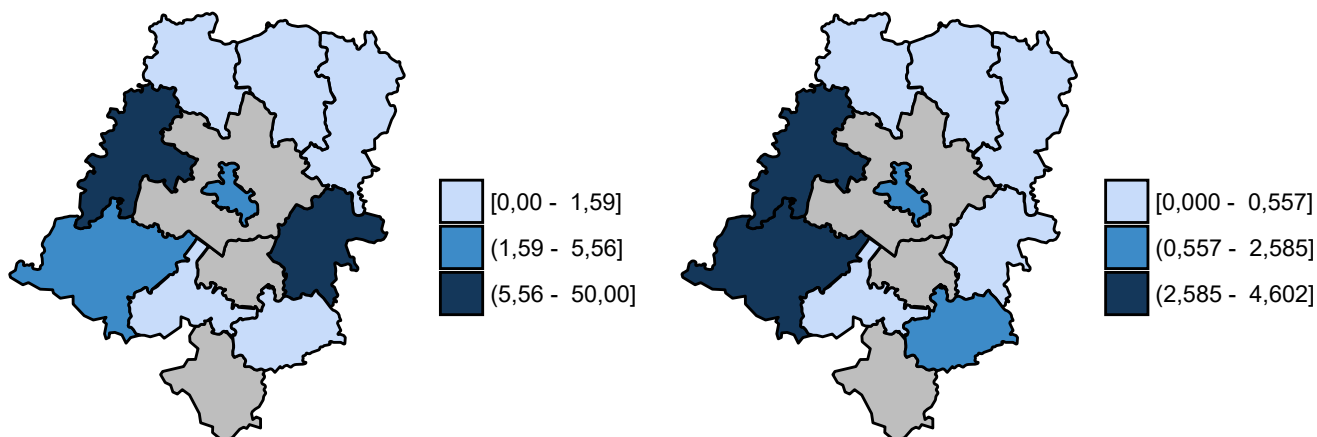 [0,00 - 1,59]
(1,59 - 5,56]
(5,56 - 50,00]
[0,000 - 0,557]
(0,557 - 2,585]
(2,585 - 4,602]